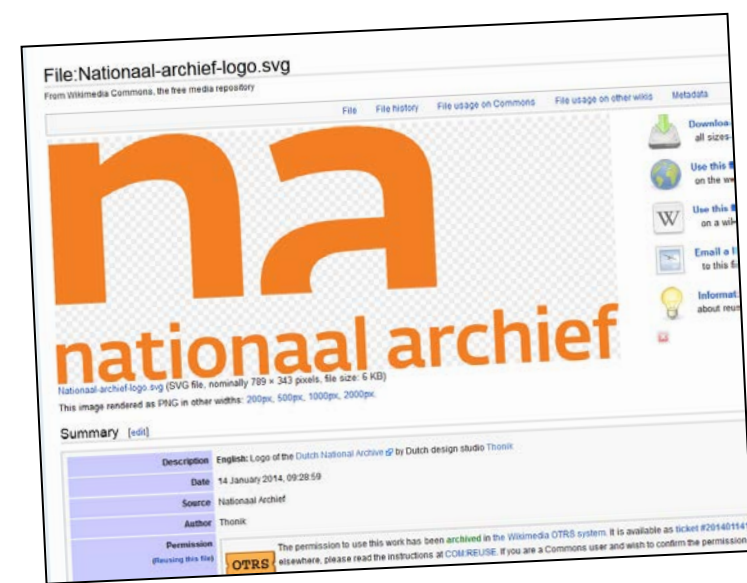 File:Nationaal-archief-logo.svg
From Wikimedia Commons, the free media repository
File File history File usage on Commons File usage on other wikis Metadata
na
nationaal archief
Downloa
all sizes
Use this
on the
W
Use this
on a
Email a
to this
Informat
about reus
Nationaal-archief-logo.svg (SVG file, nominally 789 × 343 pixels, file size: 6 KB)
This image rendered as PNG in other widths: 200px, 500px, 1000px, 2000px.
Summary [edit]
Description English: Logo of the Dutch National Archive by Dutch design studio Thonik
Date 14 January 2014, 09:28:59
Source Nationaal Archief
Author Thonik
Permission
(Reusing this file)
OTRS
The permission to use this work has been archived in the Wikimedia OTRS system. It is available as ticket #201401141
elsewhere, please read the instructions at COM:REUSE. If you are a Commons user and wish to confirm the permission